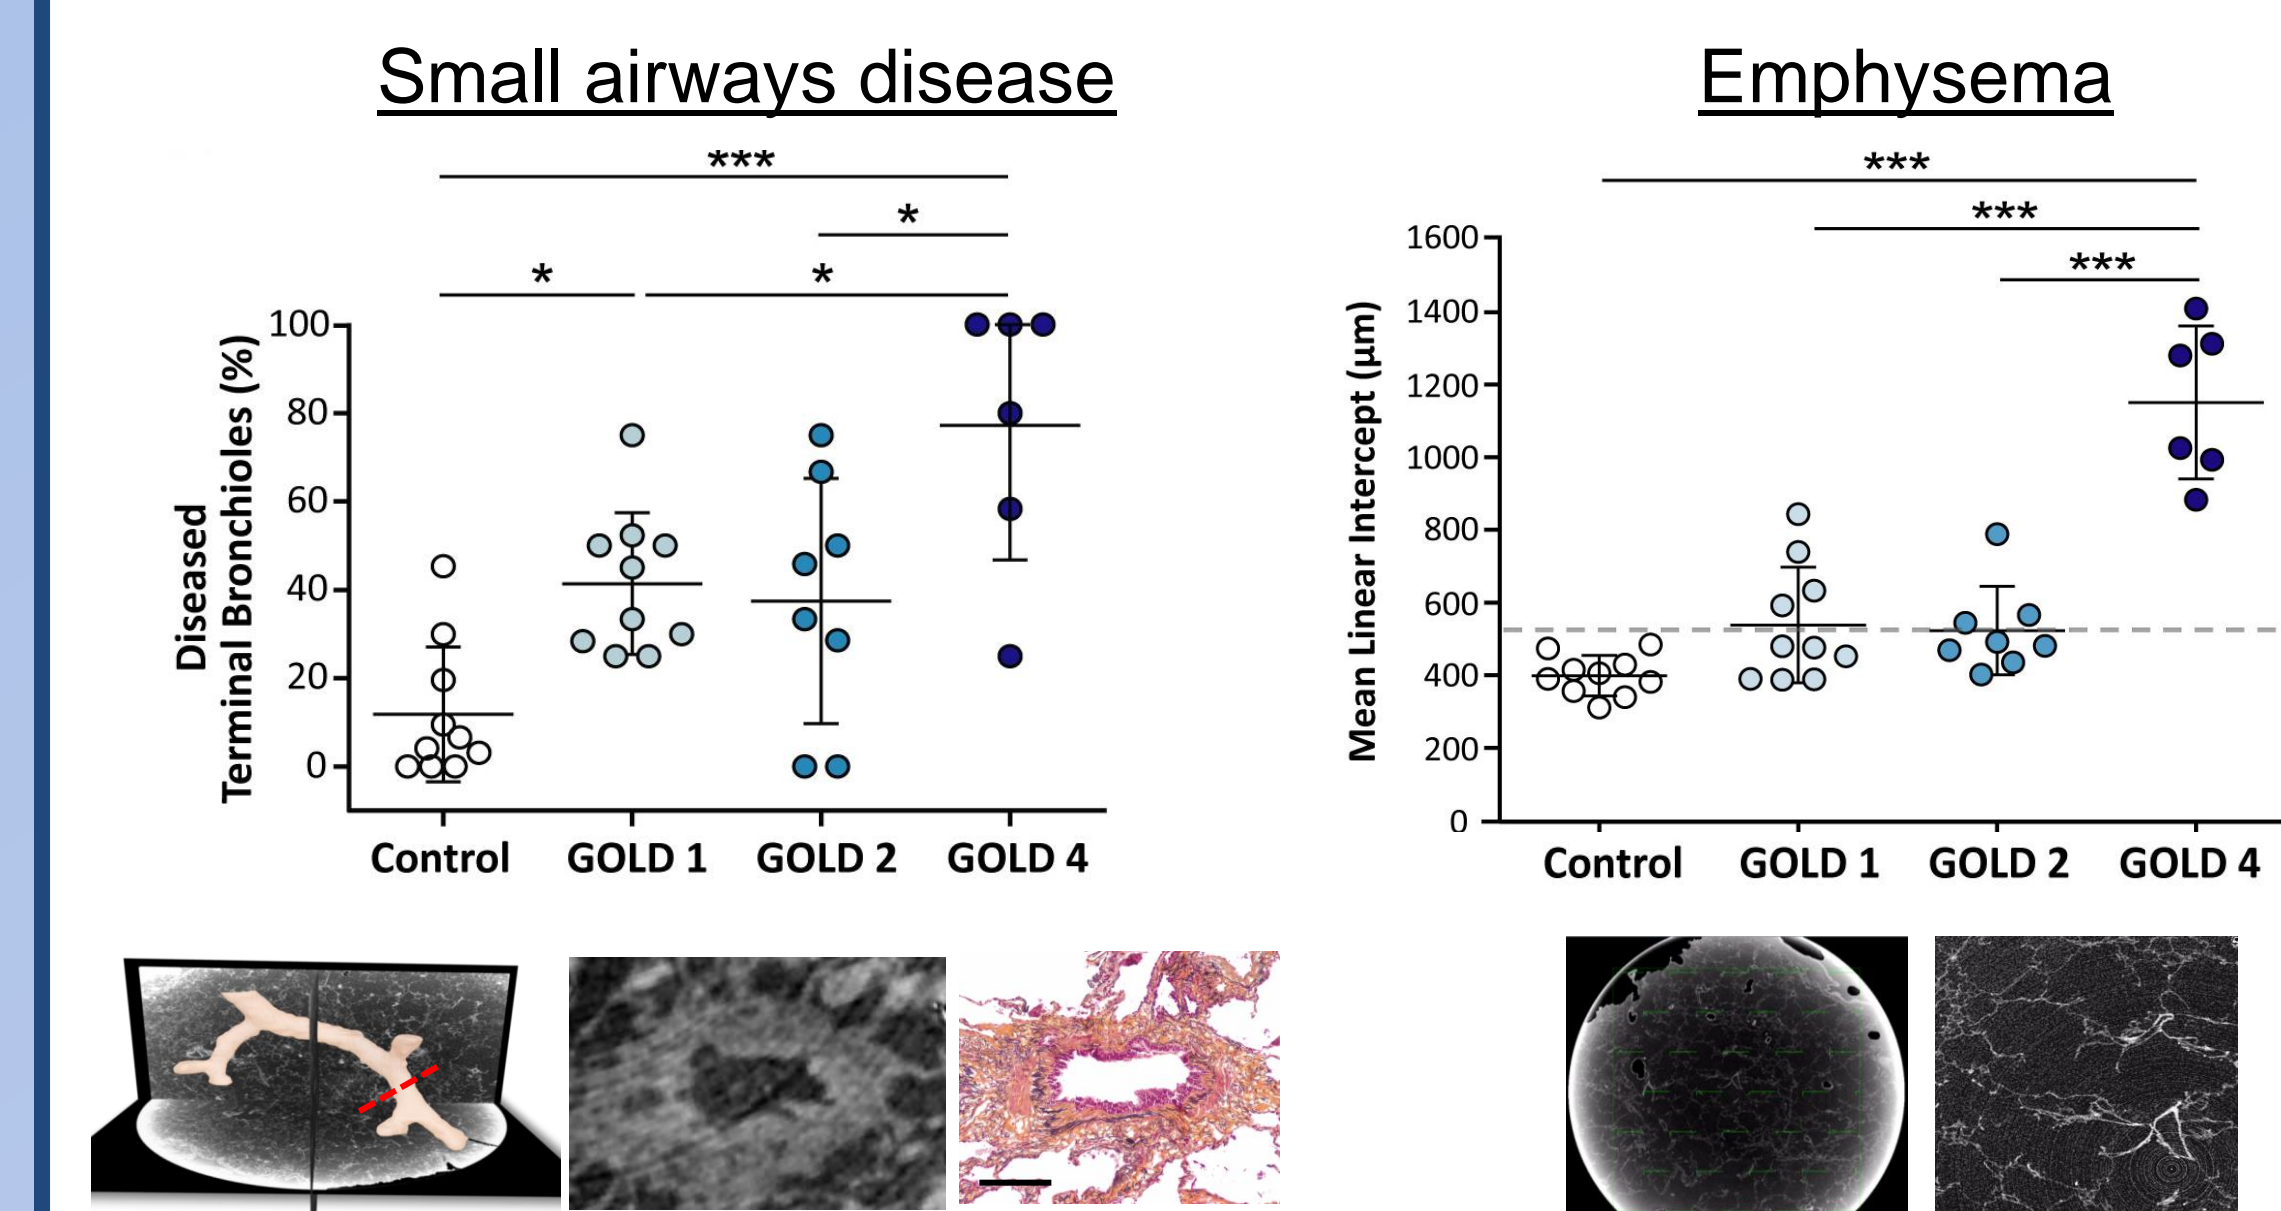 Small airways disease
***
*
*
*
Diseased
Terminal Bronchioles (%)
100
80
60
40
20
0
Control
GOLD 1
GOLD 2
GOLD 4
Emphysema
***
***
***
Mean Linear Intercept (µm)
1600
1400
1200
1000
800
600
400
200
0
Control
GOLD 1
GOLD 2
GOLD 4